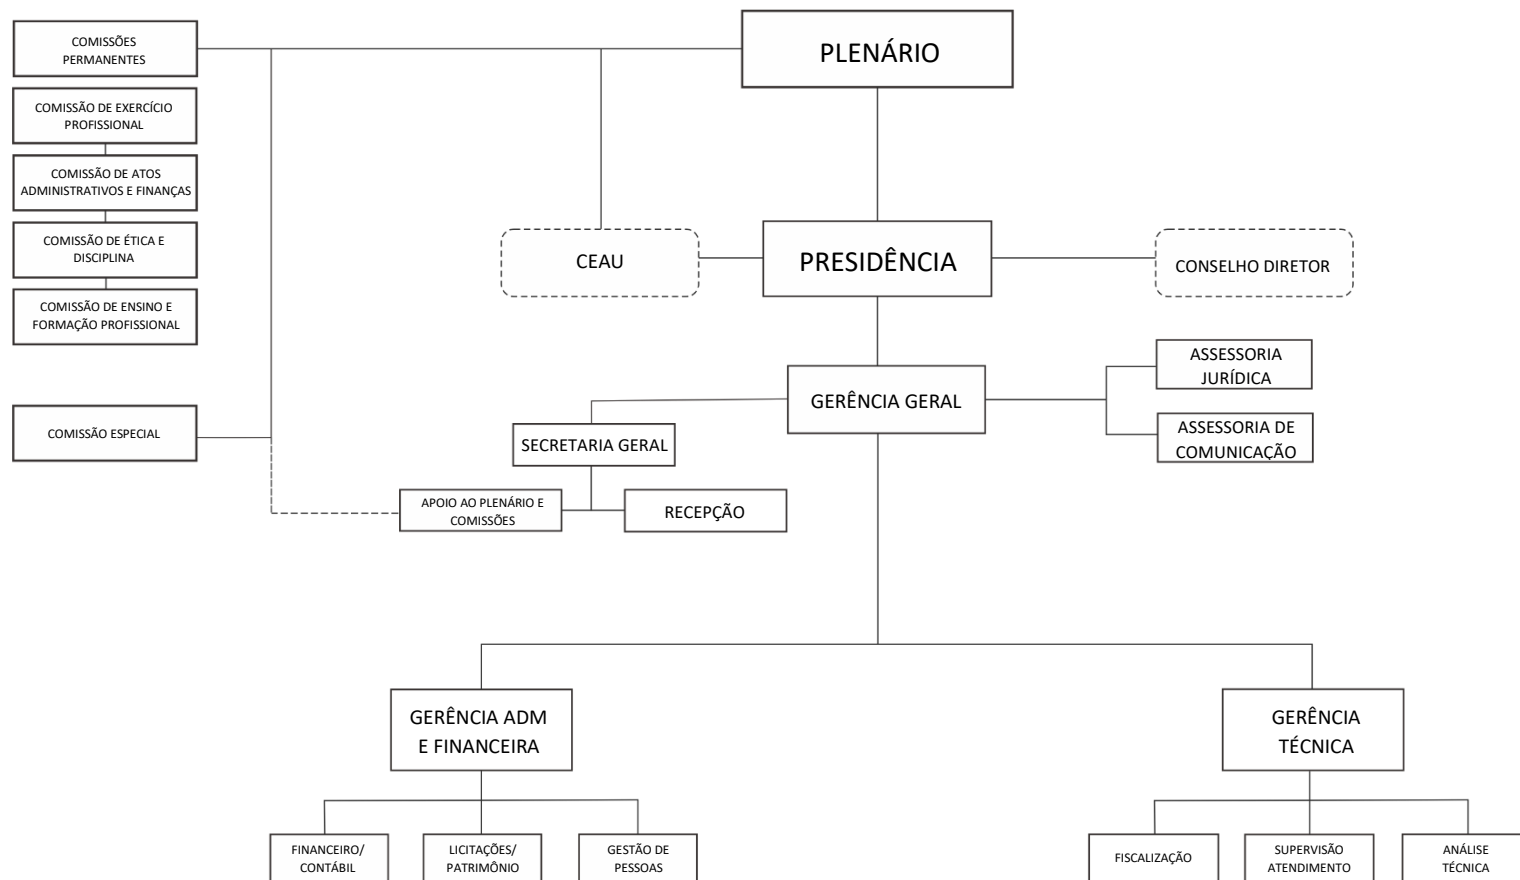 COMISSÕES
PERMANENTES
PLENÁRIO
COMISSÃO DE EXERCÍCIO
PROFISSIONAL
COMISSÃO DE ATOS
ADMINISTRATIVOS E FINANÇAS
COMISSÃO DE ÉTICA E
DISCIPLINA
COMISSÃO DE ENSINO E
FORMAÇÃO PROFISSIONAL
CEAU
PRESIDÊNCIA
CONSELHO DIRETOR
COMISSÃO ESPECIAL
GERÊNCIA GERAL
ASSESSORIA
JURÍDICA
ASSESSORIA DE
COMUNICAÇÃO
SECRETARIA GERAL
APOIO AO PLENÁRIO E
COMISSÕES
RECEPÇÃO
GERÊNCIA ADM
E FINANCEIRA
GERÊNCIA
TÉCNICA
FINANCEIRO/
CONTÁBIL
LICITAÇÕES/
PATRIMÔNIO
GESTÃO DE
PESSOAS
FISCALIZAÇÃO
SUPERVISÃO
ATENDIMENTO
ANÁLISE
TÉCNICA